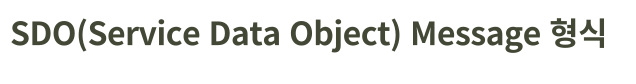 SDO(Service Data Object) Message 형식